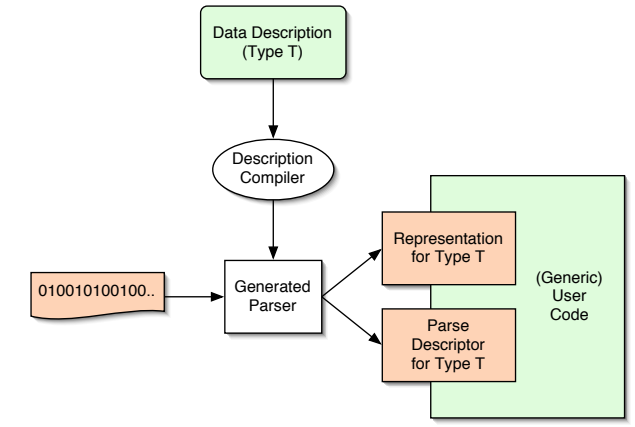 Data Description
(Type T)
Description
Compiler
Representation
for Type T
(Generic)
User
Code
010010100100..
Generated
Parser
Parse
Descriptor
for Type T